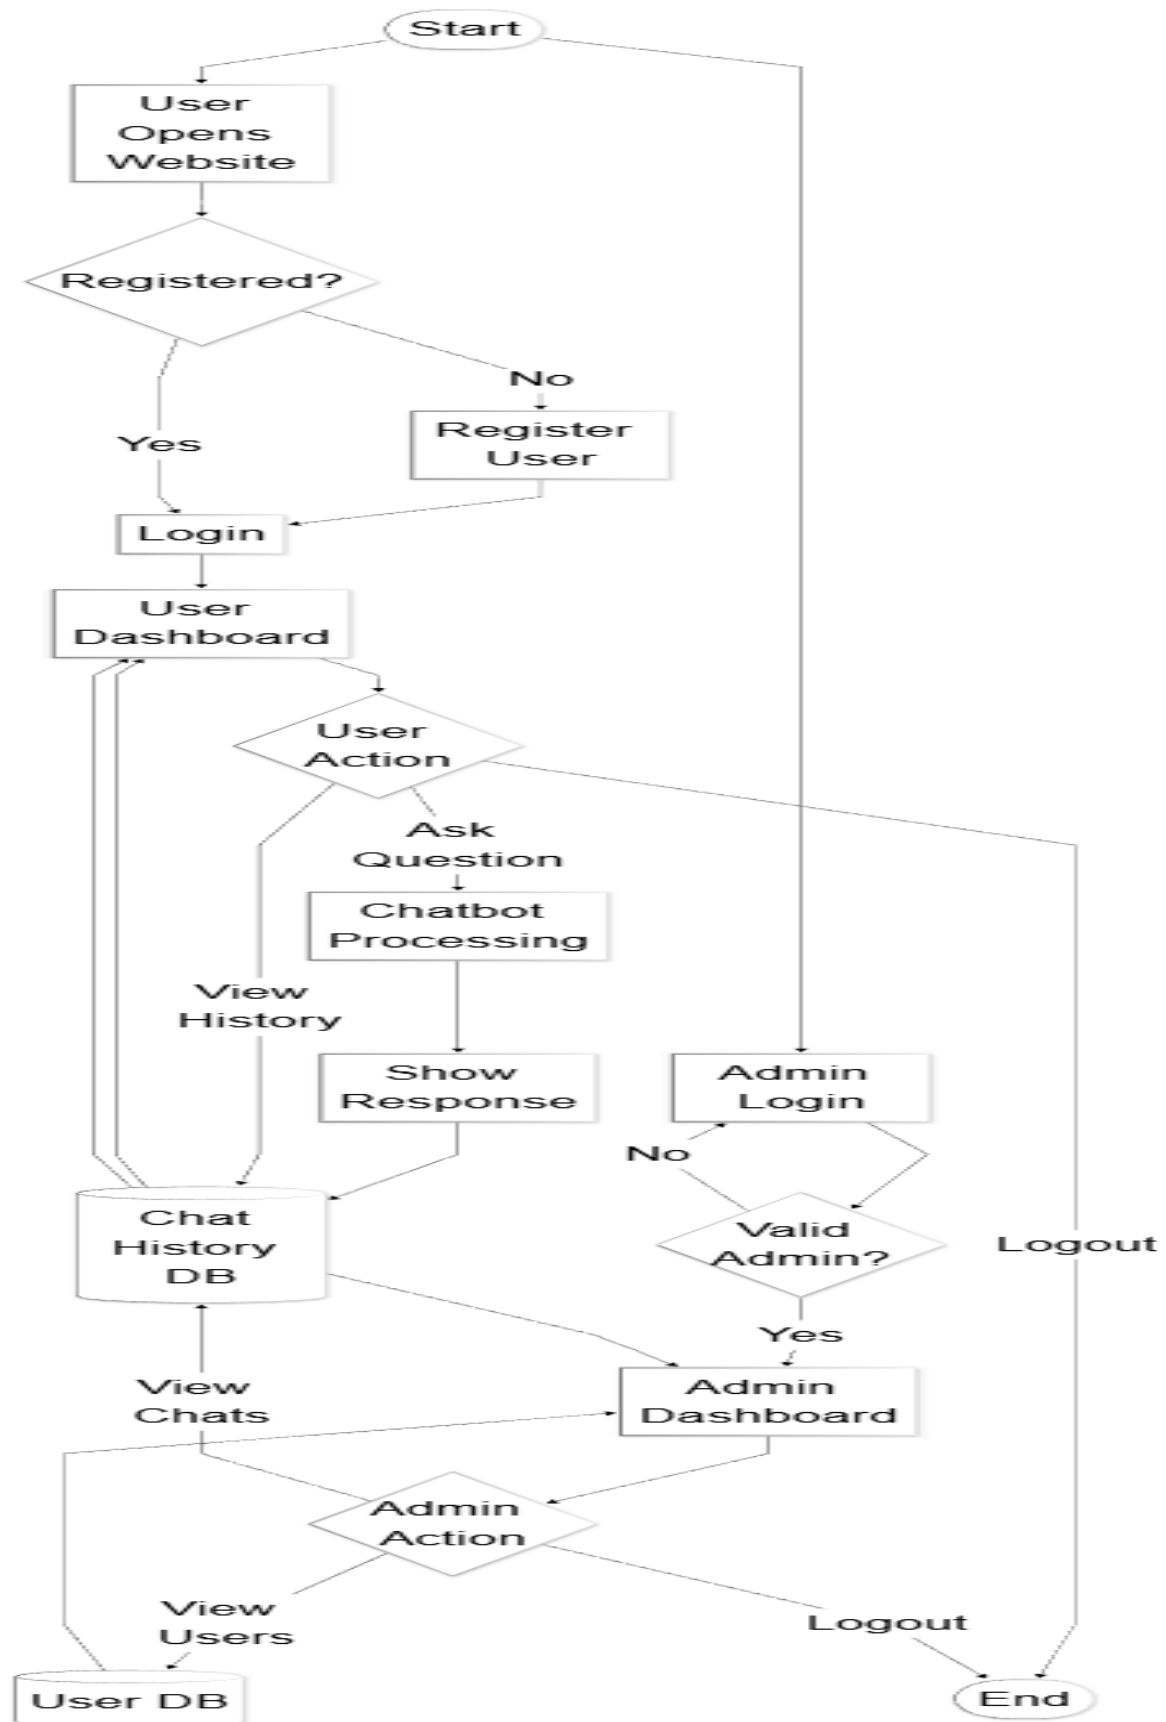 Start
User
Opens
Website
Registered?
No
Yes
Register
User
Login
User
Dashboard
User
Action
Ask
Question
Chatbot
Processing
View
History
Show
Response
Admin
Login
No
Chat
History
DB
Valid
Admin?
Logout
Yes
View
Chats
Admin
Dashboard
Admin
Action
View
Users
Logout
User DB
End